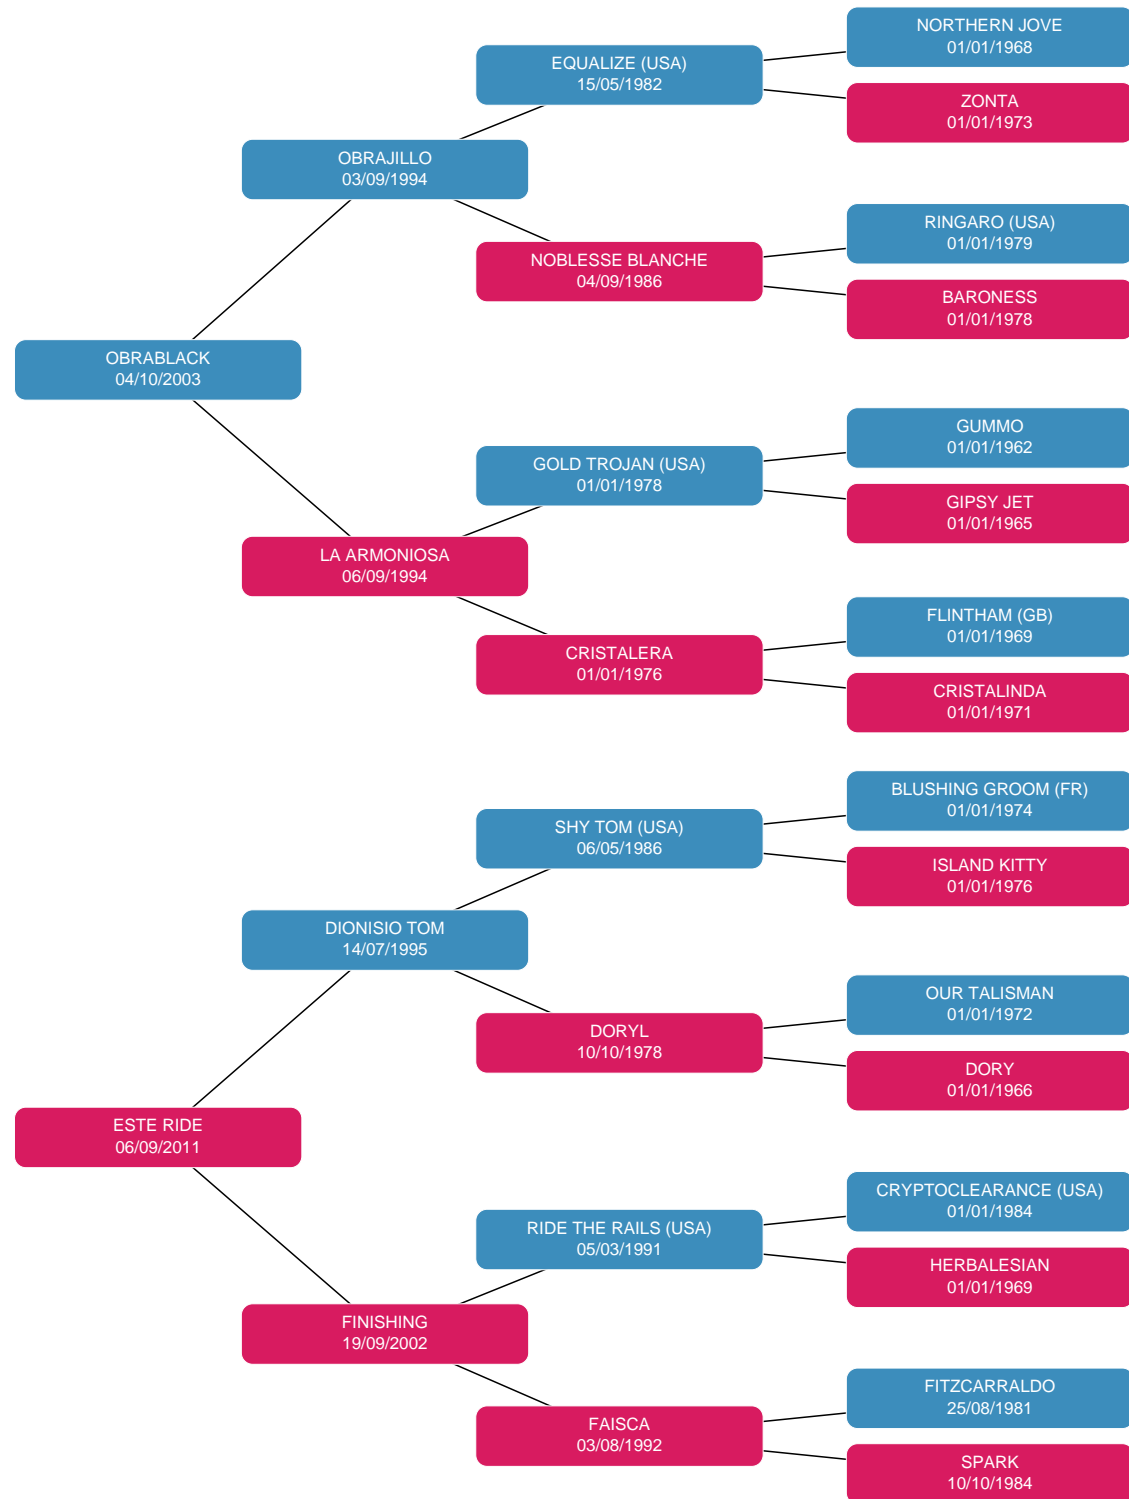 NORTHERN JOVE
01/01/1968
EQUALIZE (USA)
15/05/1982
ZONTA
01/01/1973
OBRAJILLO
03/09/1994
RINGARO (USA)
01/01/1979
NOBLESSE BLANCHE
04/09/1986
BARONESS
01/01/1978
OBRABLACK
04/10/2003
GUMMO
01/01/1962
GOLD TROJAN (USA)
01/01/1978
GIPSY JET
01/01/1965
LA ARMONIOSA
06/09/1994
FLINTHAM (GB)
01/01/1969
CRISTALERA
01/01/1976
CRISTALINDA
01/01/1971
BLUSHING GROOM (FR)
01/01/1974
SHY TOM (USA)
06/05/1986
ISLAND KITTY
01/01/1976
DIONISIO TOM
14/07/1995
OUR TALISMAN
01/01/1972
DORYL
10/10/1978
DORY
01/01/1966
ESTE RIDE
06/09/2011
CRYPTOCLEARANCE (USA)
01/01/1984
RIDE THE RAILS (USA)
05/03/1991
HERBALESIAN
01/01/1969
FINISHING
19/09/2002
FITZCARRALDO
25/08/1981
FAISCA
03/08/1992
SPARK
10/10/1984